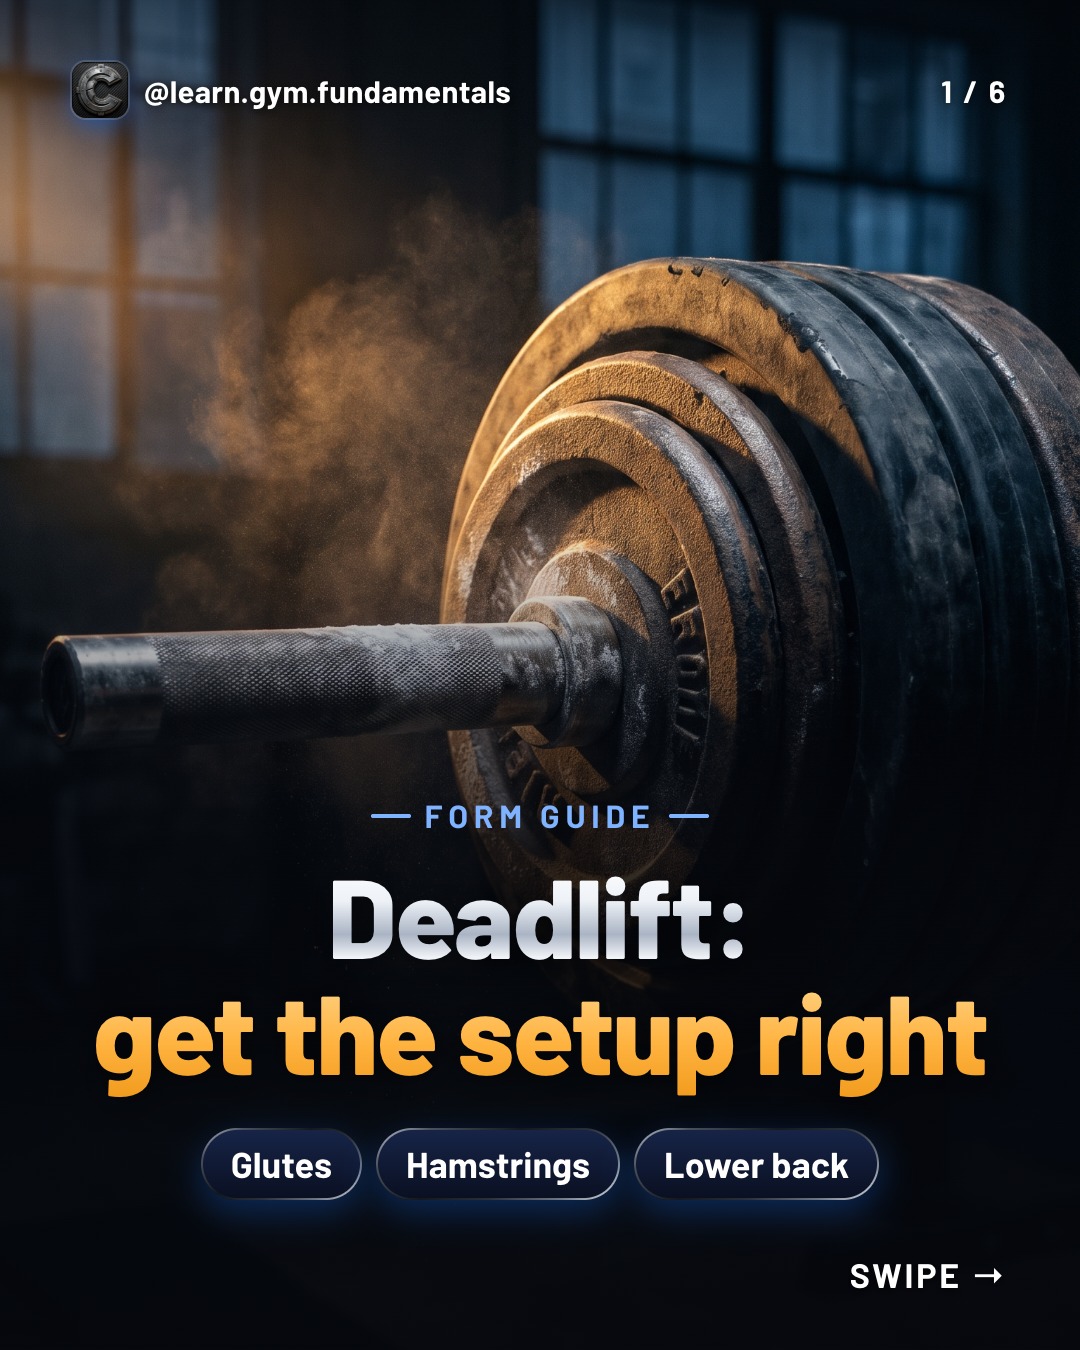 @learn.gym.fundamentals
1 / 6
FORM GUIDE
Deadlift:
get the setup right
Glutes
Hamstrings
Lower back
SWIPE →